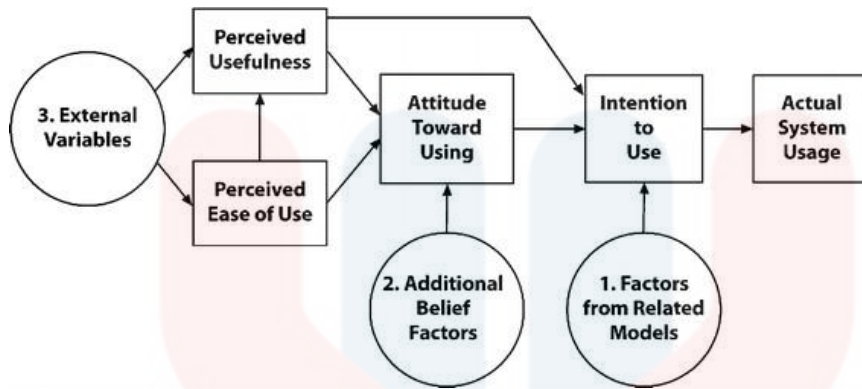 Perceived
Usefulness
3. External
Variables
Perceived
Ease of Use
Attitude
Toward
Using
Intention
to
Use
Actual
System
Usage
2. Additional
Belief
Factors
1. Factors
from Related
Models